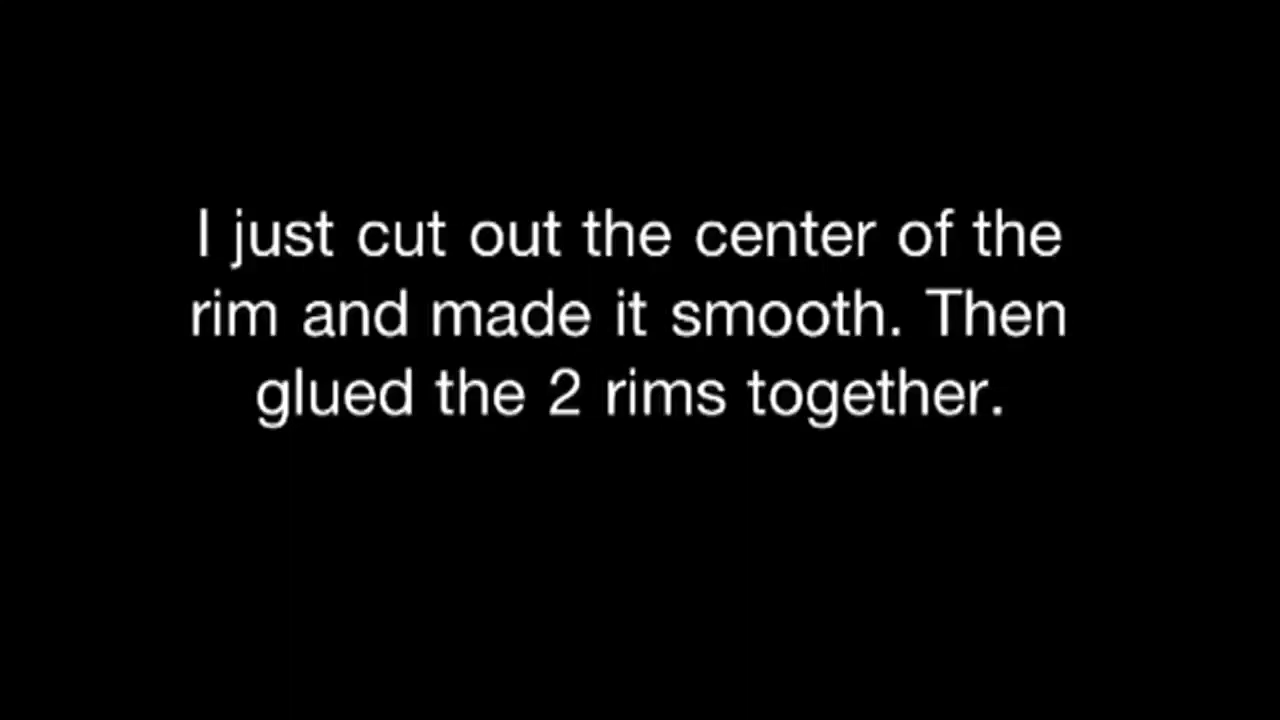 I just cut out the center of the
rim and made it smooth. Then
glued the 2 rims together.